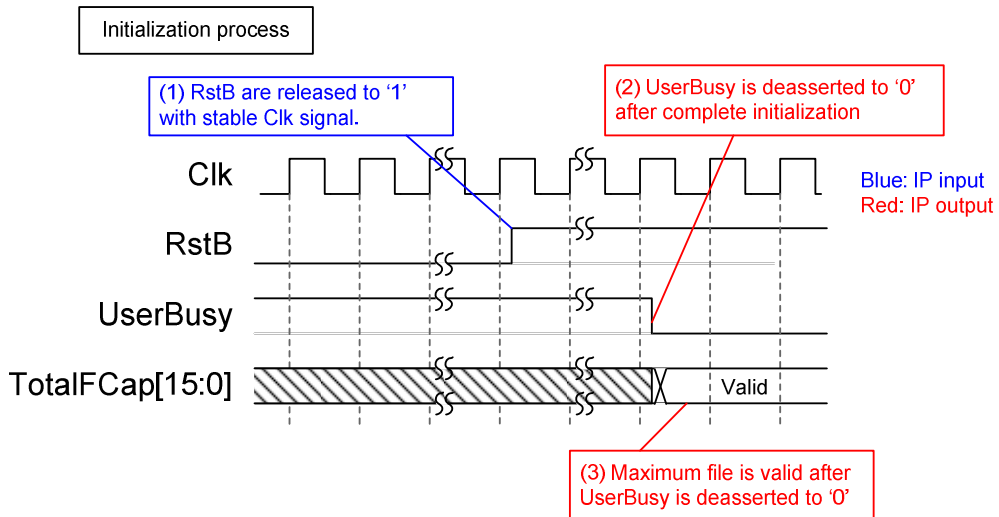 Initialization process
(1) RstB are released to ‘1’
with stable Clk signal.
(2) UserBusy is deasserted to ‘0’
after complete initialization
Clk
Blue: IP input
Red: IP output
RstB
UserBusy
TotalFCap[15:0]
Valid
(3) Maximum file is valid after
UserBusy is deasserted to ‘0’